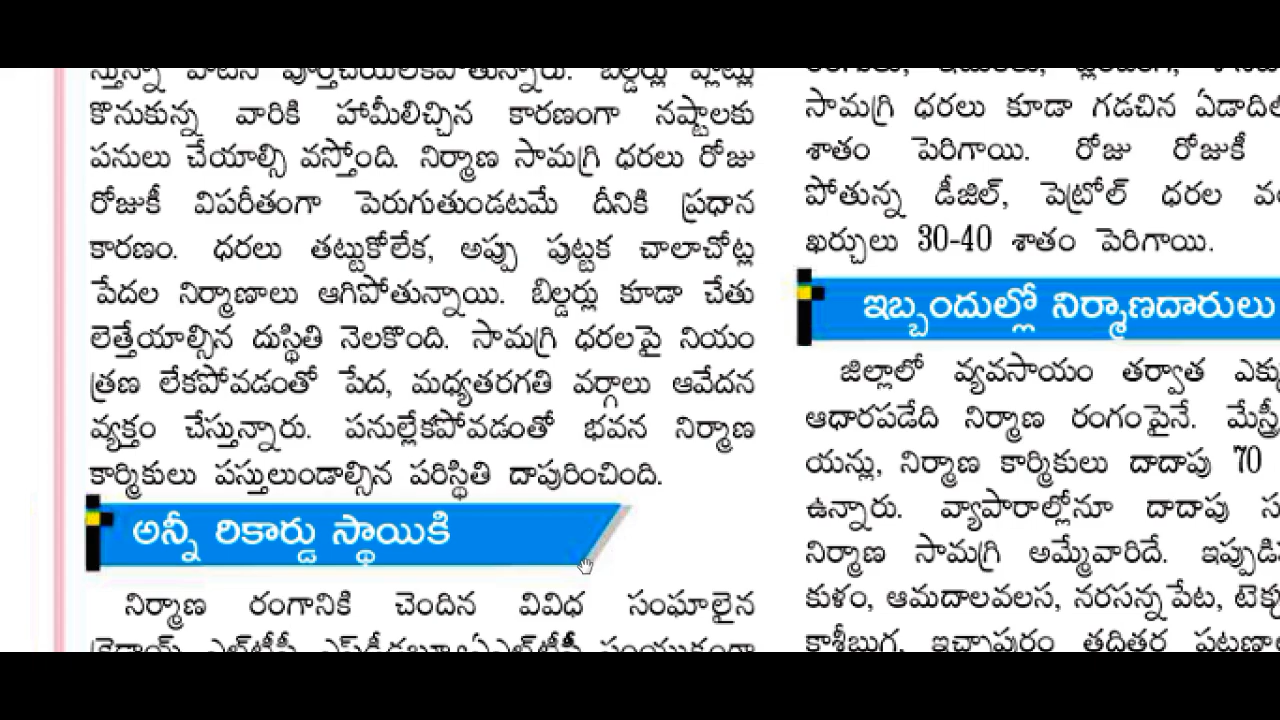 కొనుకున్న వారికి హామీలిచ్చిన కారణంగా నష్టాలకు
పనులు చేయాల్సి వస్తోంది. నిర్మాణ సామగ్రి ధరలు రోజు
రోజుకీ విపరీతంగా పెరుగుతుండటమే దీనికి ప్రధాన
కారణం. ధరలు తట్టుకోలేక, అప్పు పుట్టక చాలాచోట్ల
పేదల నిర్మాణాలు ఆగిపోతున్నాయి. బిల్డర్లు కూడా చేతు
లెత్తేయాల్సిన దుస్థితి నెలకొంది. సామగ్రి ధరలపై నియం
త్రణ లేకపోవడంతో పేద, మధ్యతరగతి వర్గాలు ఆవేదన
వ్యక్తం చేస్తున్నారు. పనుల్లేకపోవడంతో భవన నిర్మాణ
కార్మికులు పస్తులుండాల్సిన పరిస్థితి దాపురించింది.
అన్నీ రికార్డు స్థాయికి
నిర్మాణ రంగానికి చెందిన వివిధ సంఘాలైన
సామగ్రి ధరలు కూడా గడచిన
శాతం పెరిగాయి. రోజు రోజుకీ
పోతున్న డీజిల్, పెట్రోల్ ధరల
ఖర్చులు 30-40 శాతం పెరిగాయి.
ఇబ్బందుల్లో నిర్మాణదారులు
జిల్లాలో వ్యవసాయం తర్వాత
ఆధారపడేది నిర్మాణ రంగంపైనే. మేస్త్రీ
యన్లు, నిర్మాణ కార్మికులు దాదాపు 70
ఉన్నారు. వ్యాపారాల్లోనూ దాదాపు
నిర్మాణ సామగ్రి అమ్మేవారిదే.
కుళం, ఆమదాలవలస, నరసన్నపేట,
కాశీబుగ్గ, ఇచ్ఛాపురం తదితర